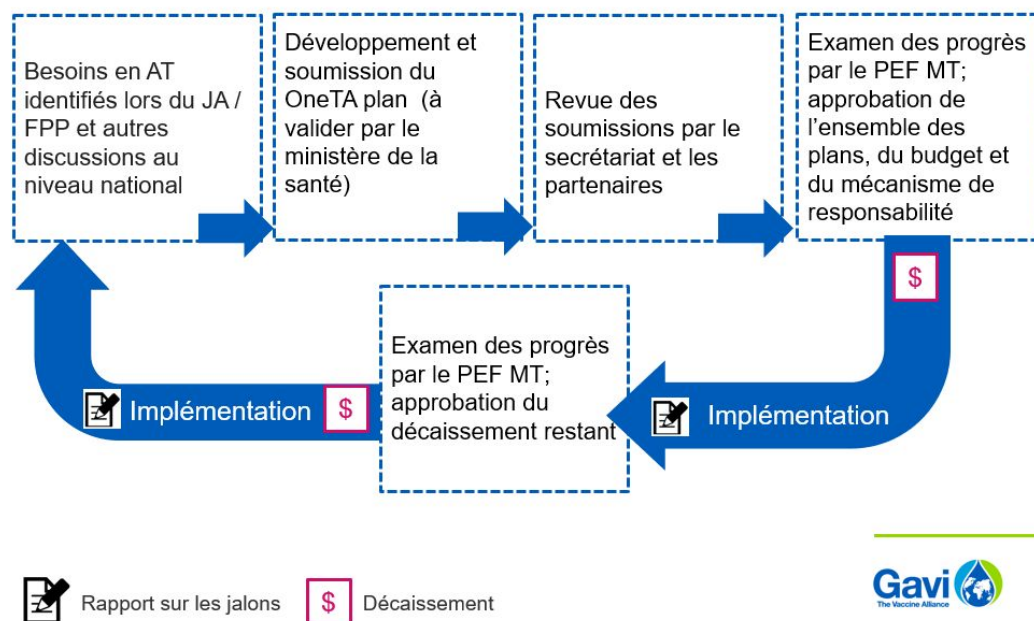 Besoins en AT
identifiés lors du JA /
FPP et autres
discussions au
niveau national
Développement et
soumission du
OneTA plan (à
valider par le
ministère de la
santé)
Revue des
soumissions par le
secrétariat et les
partenaires
Examen des progrès
par le PEF MT;
approbation de
l'ensemble des
plans, du budget et
du mécanisme de
responsabilité
$
Implémentation
Examen des progrès
par le PEF MT;
approbation du
décaissement restant
$
Implémentation
Rapport sur les jalons
$
Décaissement
Gavi
The Vaccine Alliance